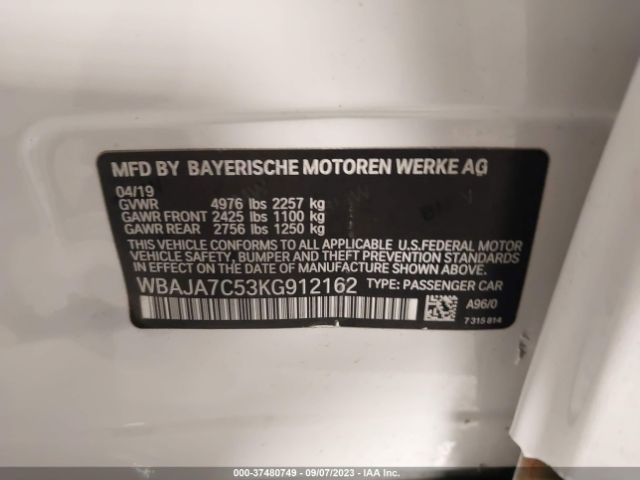 MFD BY BAYERISCHE MOTOREN WERKE AG
04/19
GVWR 4976 lbs 2257 kg
GAWR FRONT 2425 lbs 1100 kg
GAWR REAR 2756 lbs 1250 kg
THIS VEHICLE CONFORMS TO ALL APPLICABLE U.S.FEDERAL MOTOR
VEHICLE SAFETY, BUMPER, AND THEFT PREVENTION STANDARDS
IN EFFECT ON THE DATE OF MANUFACTURE SHOWN ABOVE.
WBAJA7C53KG912162 TYPE: PASSENGER CAR
A96/0
7315814
000-37480749 - 09/07/2023 - IAA Inc.